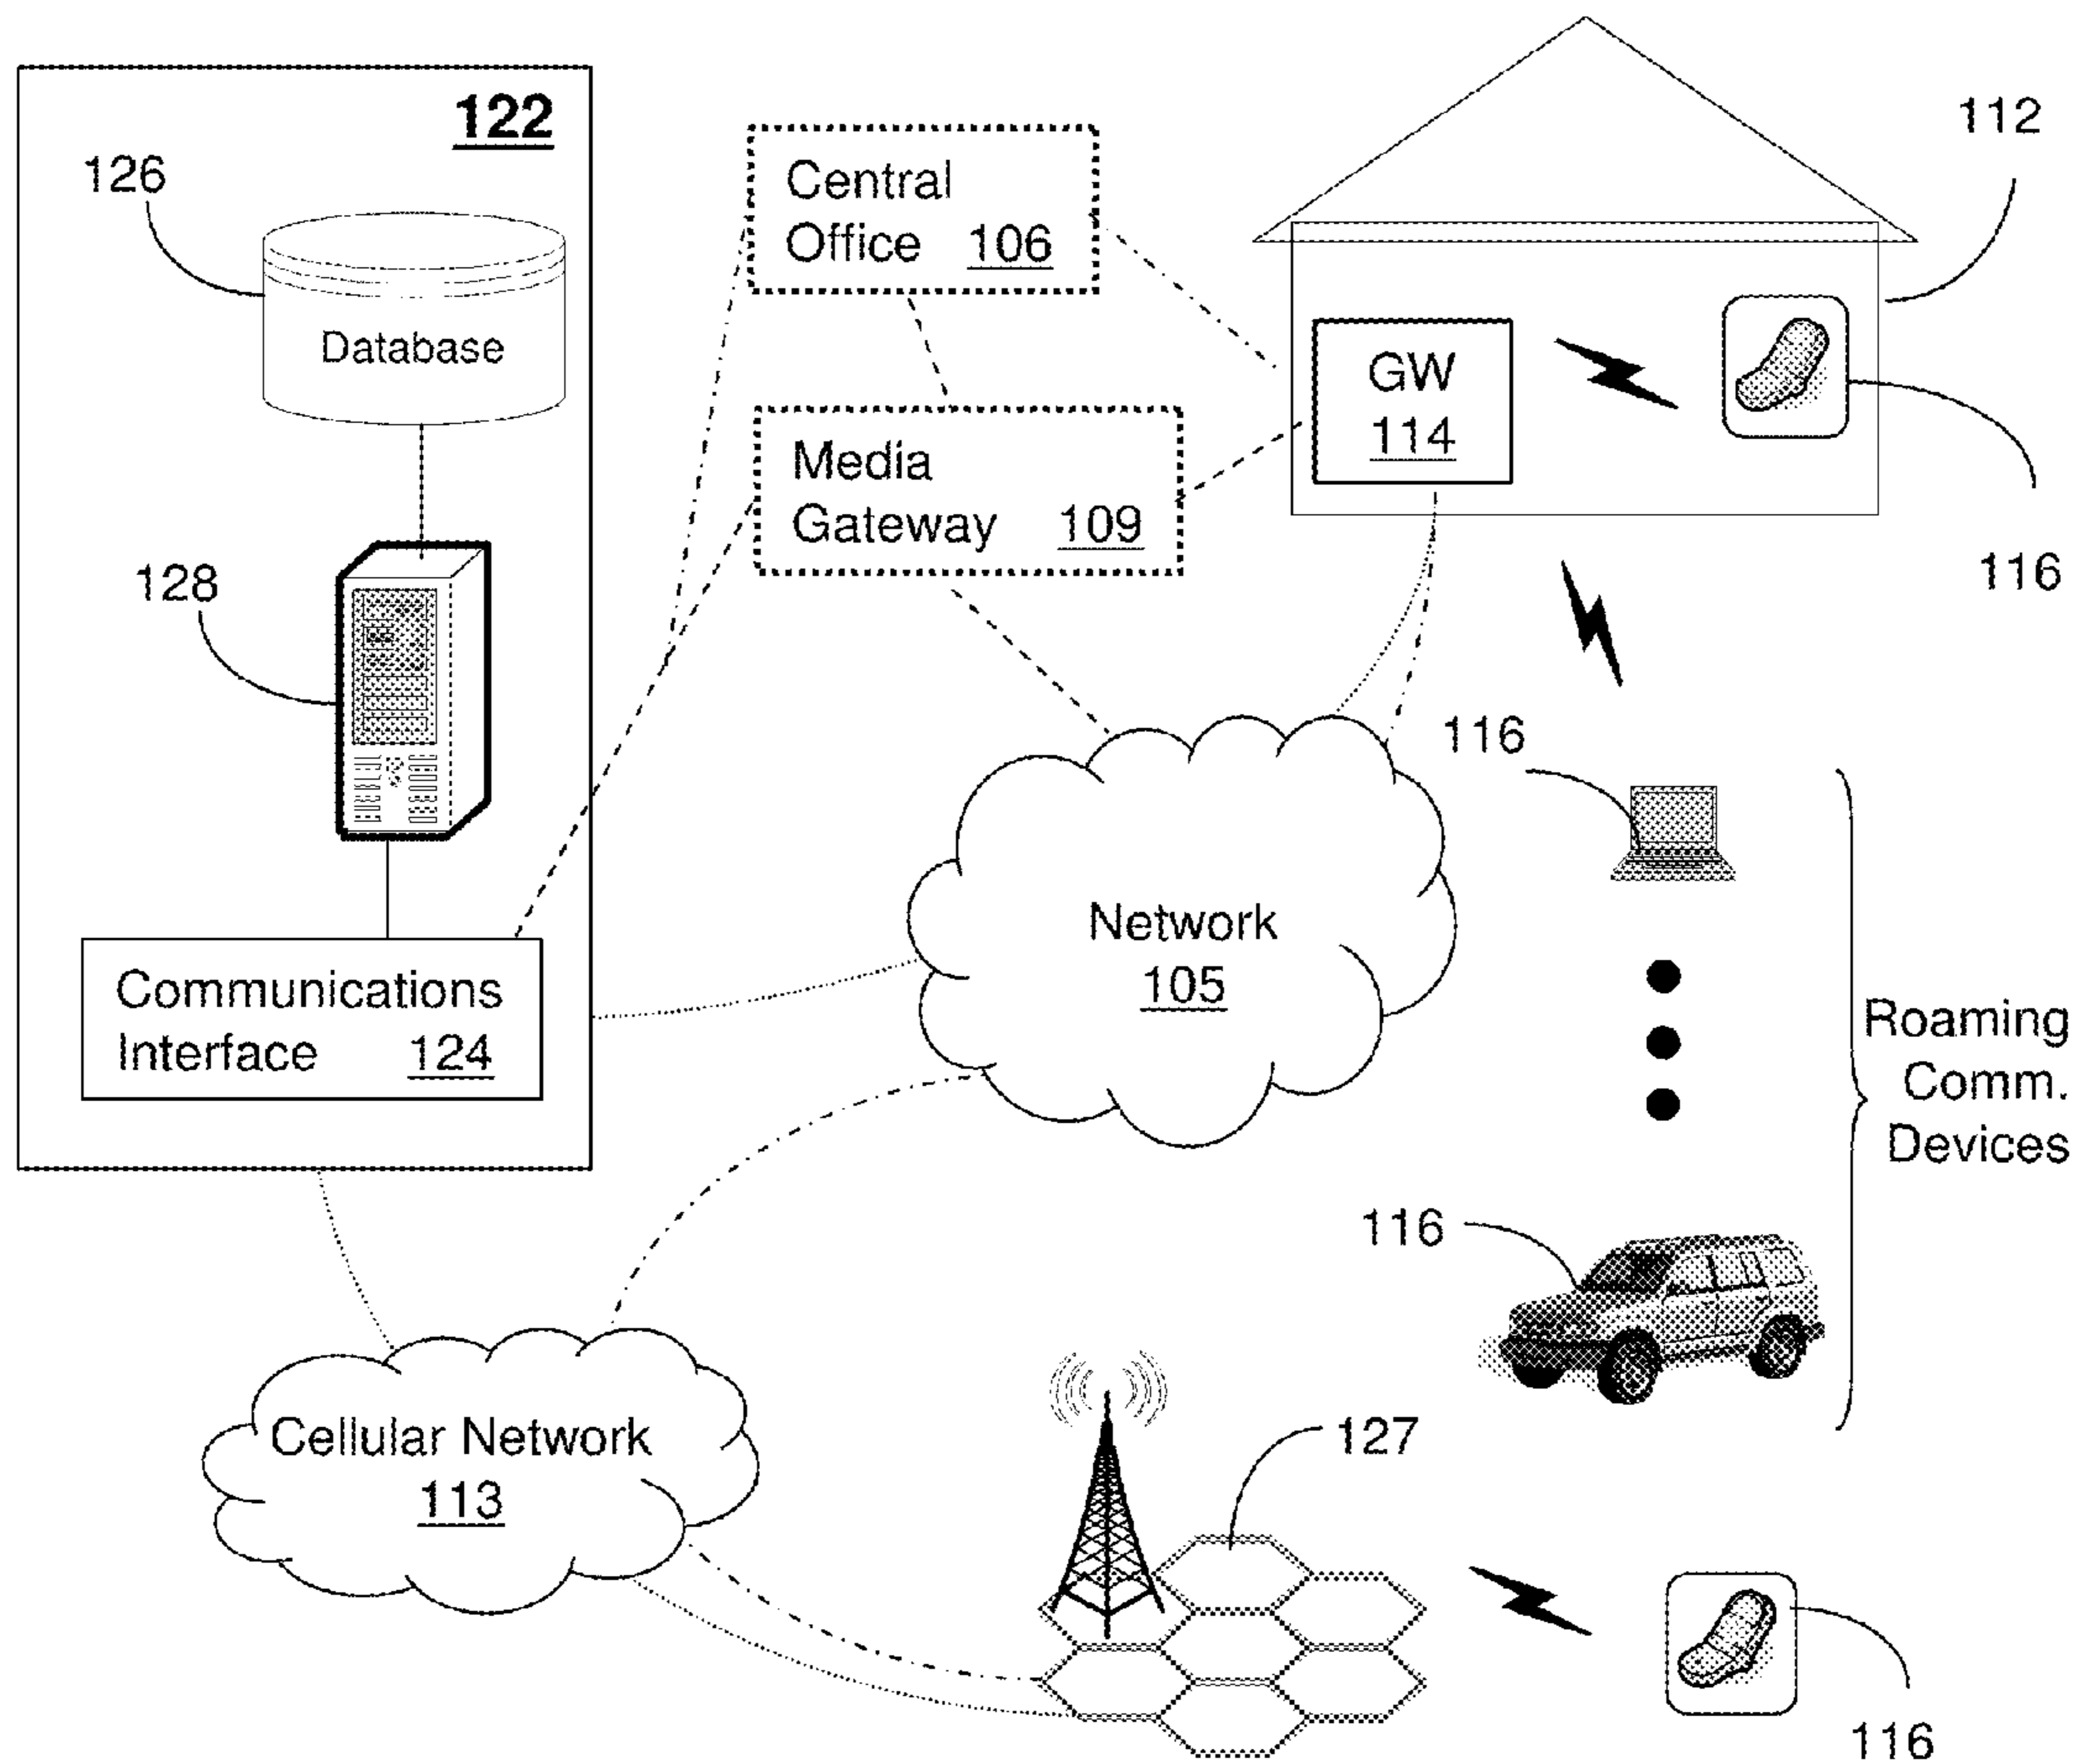 122
126
Database
128
Communications
Interface 124
Central
Office 106
Media
Gateway 109
112
GW
114
116
116
Network
105
Roaming
Comm.
Devices
116
Cellular Network
113
127
116